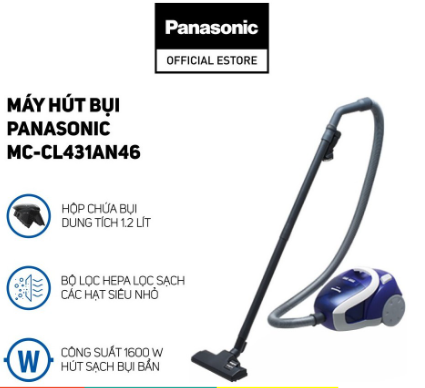 Panasonic
OFFICIAL ESTORE
MÁY HÚT BỤI
PANASONIC
MC-CL431AN46
HỘP CHỨA BỤI
DUNG TÍCH 1.2 LÍT
BỘ LỌC HEPA LỌC SẠCH
CÁC HẠT SIÊU NHỎ
W
CÔNG SUẤT 1600 W
HÚT SẠCH BỤI BẨN